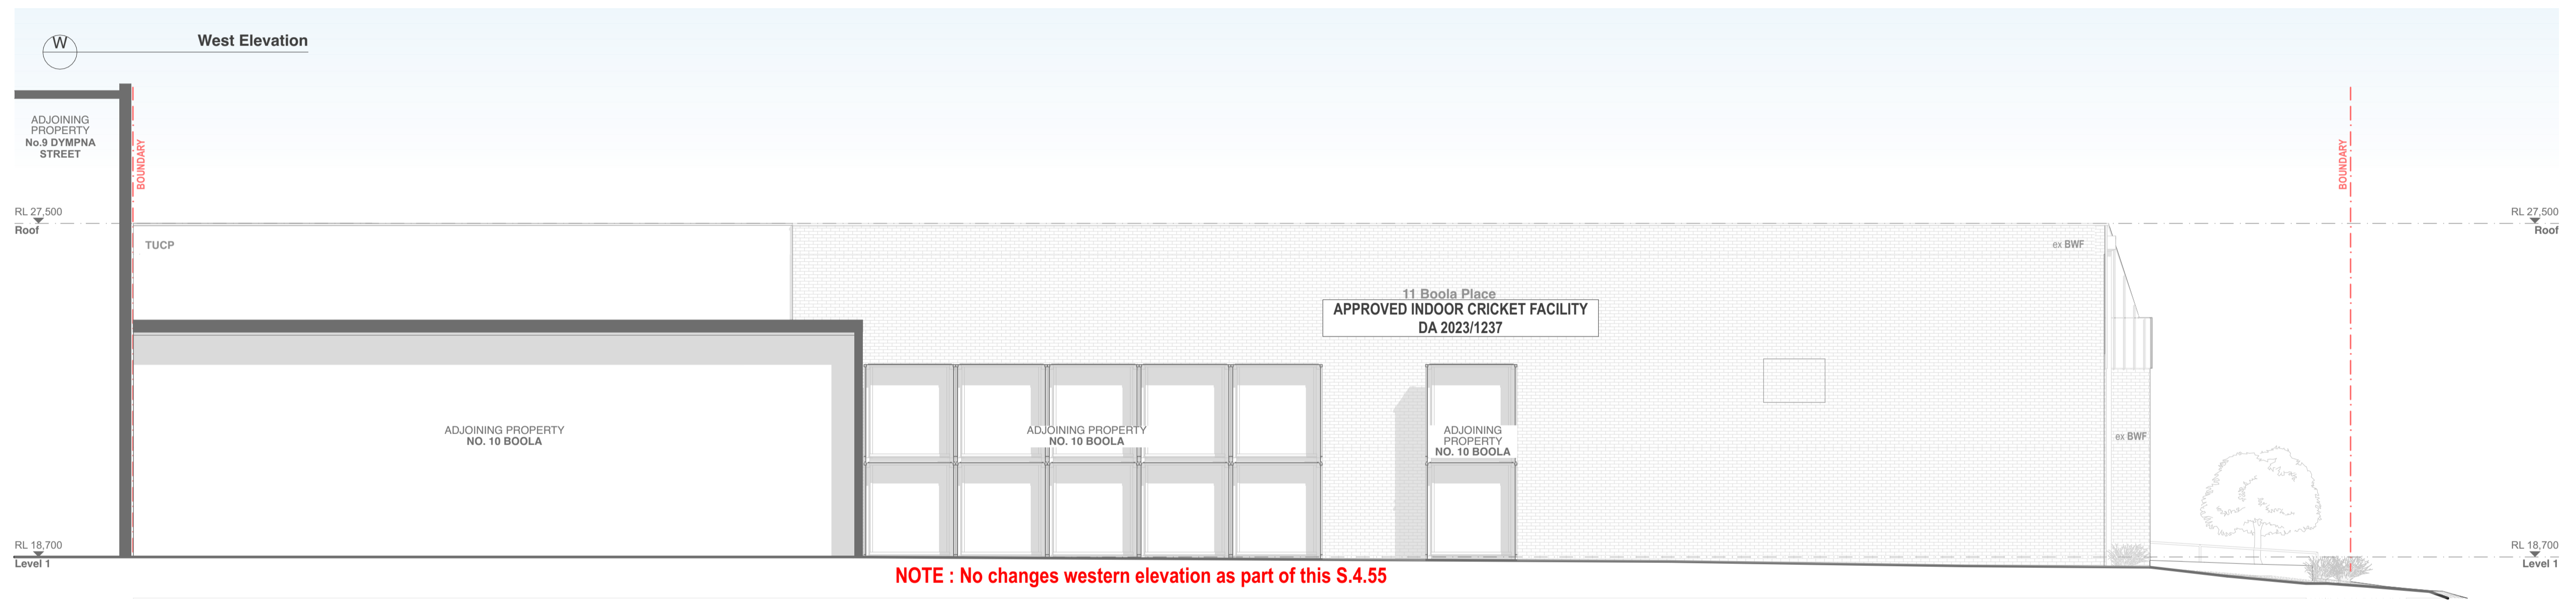 W
West Elevation
ADJOINING
PROPERTY
No.9 DYMPNA
STREET
BOUNDARY
BOUNDARY
RL 27,500
Roof
RL 27,500
Roof
TUCP
ex BWF
11 Boola Place
APPROVED INDOOR CRICKET FACILITY
DA 2023/1237
ADJOINING PROPERTY
NO. 10 BOOLA
ADJOINING PROPERTY
NO. 10 BOOLA
ADJOINING
PROPERTY
NO. 10 BOOLA
ex BWF
RL 18,700
Level 1
RL 18,700
Level 1
NOTE : No changes western elevation as part of this S.4.55